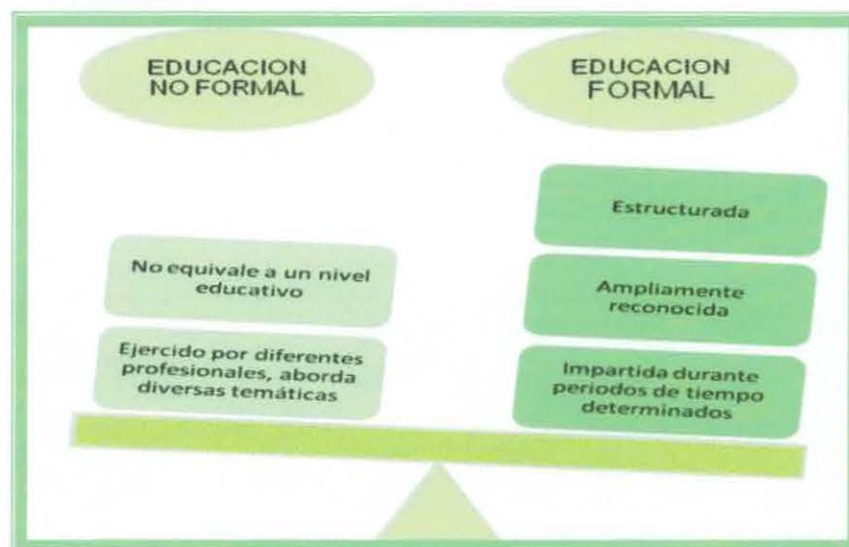 EDUCACION
NO FORMAL
No equivale a un nivel
educativo
Ejercido por diferentes
profesionales, aborda
diversas temáticas
EDUCACION
FORMAL
Estructurada
Ampliamente
reconocida
Impartida durante
periodos de tiempo
determinados